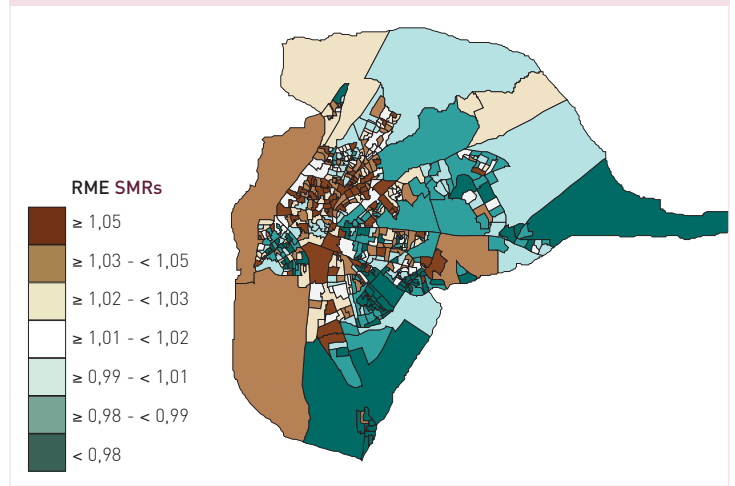 RME SMRs
≥ 1,05
≥ 1,03 - < 1,05
≥ 1,02 - < 1,03
≥ 1,01 - < 1,02
≥ 0,99 - < 1,01
≥ 0,98 - < 0,99
< 0,98